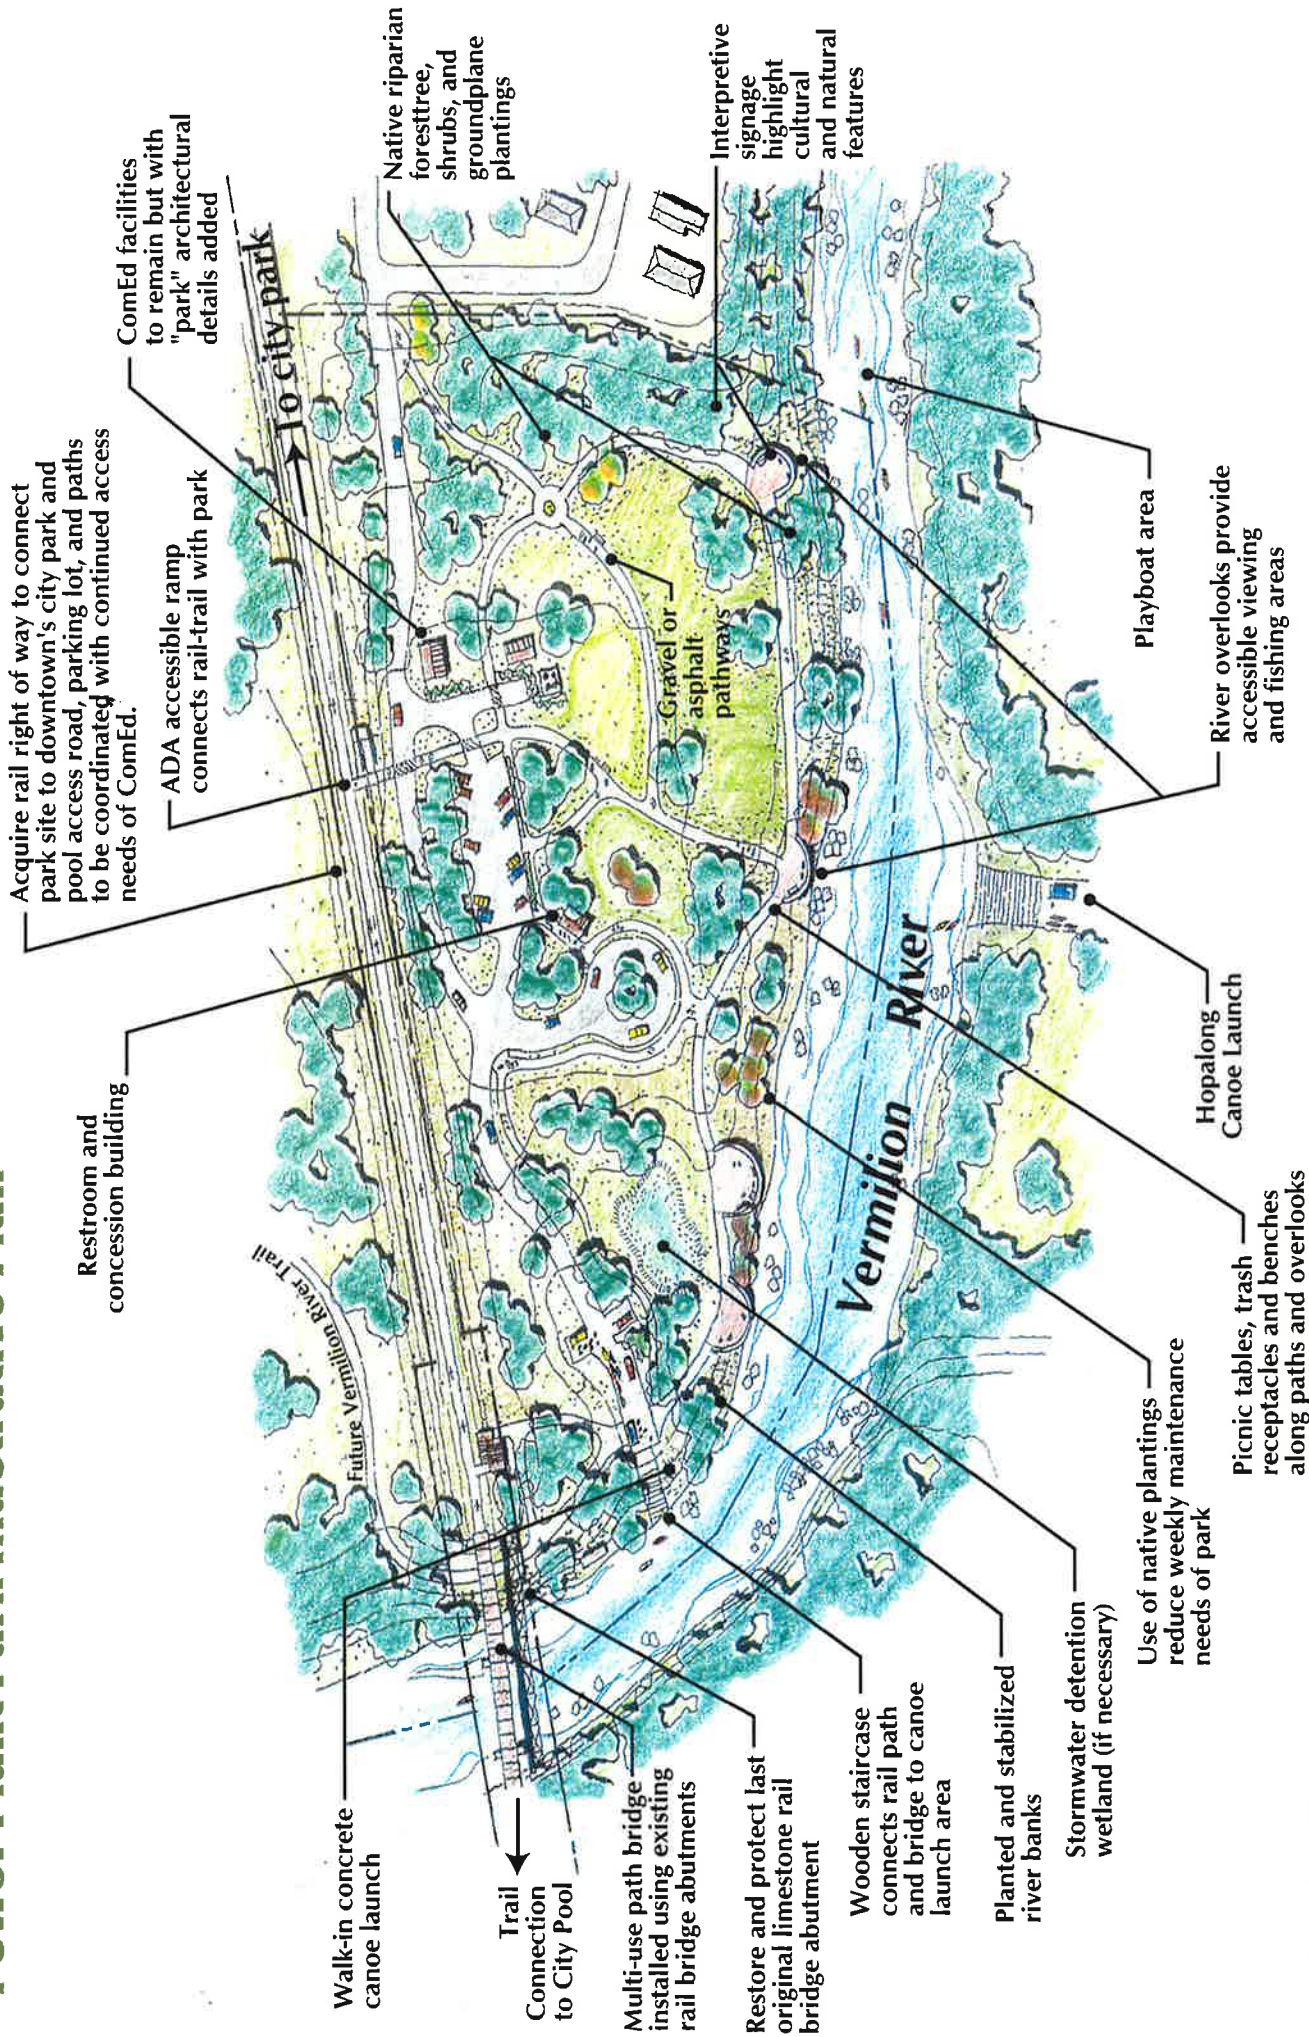 Acquire rail right of way to connect
park site to downtown's city park and
pool access road, parking lot, and paths
to be coordinated with continued access
needs of ComEd.
Restroom and
concession building
ComEd facilities
to remain but with
"park" architectural
details added
ADA accessible ramp
connects rail-trail with park
To city park
Future Vermilion River Trail
Walk-in concrete
canoe launch
Native riparian
foresttree,
shrubs, and
groundplane
plantings
Trail
Connection
to City Pool
Gravel or
asphalt
pathways
Multi-use path bridge
installed using existing
rail bridge abutments
Interpretive
signage
highlight
cultural
and natural
features
Restore and protect last
original limestone rail
bridge abutment
Vermilion River
Wooden staircase
connects rail path
and bridge to canoe
launch area
Planted and stabilized
river banks
Stormwater detention
wetland (if necessary)
Playboat area
Use of native plantings
reduce weekly maintenance
needs of park
Hopalong
Canoe Launch
River overlooks provide
accessible viewing
and fishing areas
Picnic tables, trash
receptacles and benches
along paths and overlooks